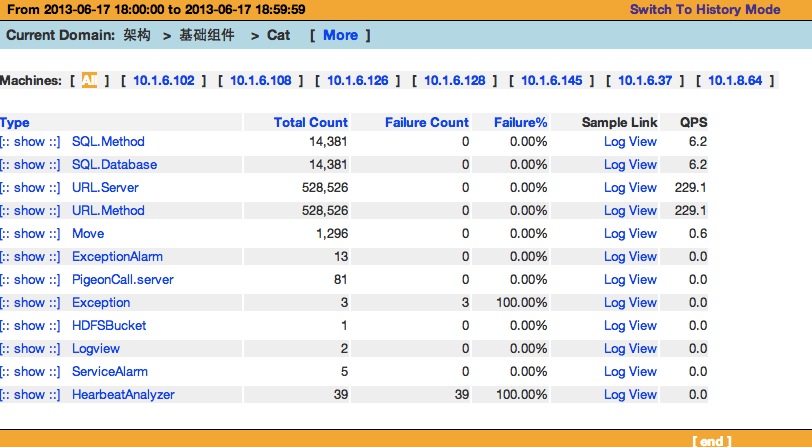 From 2013-06-17 18:00:00 to 2013-06-17 18:59:59 Switch To History Mode
Current Domain: 架构 > 基础组件 > Cat [ More ]
Machines: [ All ] [ 10.1.6.102 ] [ 10.1.6.108 ] [ 10.1.6.126 ] [ 10.1.6.128 ] [ 10.1.6.145 ] [ 10.1.6.37 ] [ 10.1.8.64 ]
Type Total Count Failure Count Failure% Sample Link QPS
[:: show ::] SQL.Method 14,381 0 0.00% Log View 6.2
[:: show ::] SQL.Database 14,381 0 0.00% Log View 6.2
[:: show ::] URL.Server 528,526 0 0.00% Log View 229.1
[:: show ::] URL.Method 528,526 0 0.00% Log View 229.1
[:: show ::] Move 1,296 0 0.00% Log View 0.6
[:: show ::] ExceptionAlarm 13 0 0.00% Log View 0.0
[:: show ::] PigeonCall.server 81 0 0.00% Log View 0.0
[:: show ::] Exception 3 3 100.00% Log View 0.0
[:: show ::] HDFSBucket 1 0 0.00% Log View 0.0
[:: show ::] Logview 2 0 0.00% Log View 0.0
[:: show ::] ServiceAlarm 5 0 0.00% Log View 0.0
[:: show ::] HearbeatAnalyzer 39 39 100.00% Log View 0.0
[ end ]